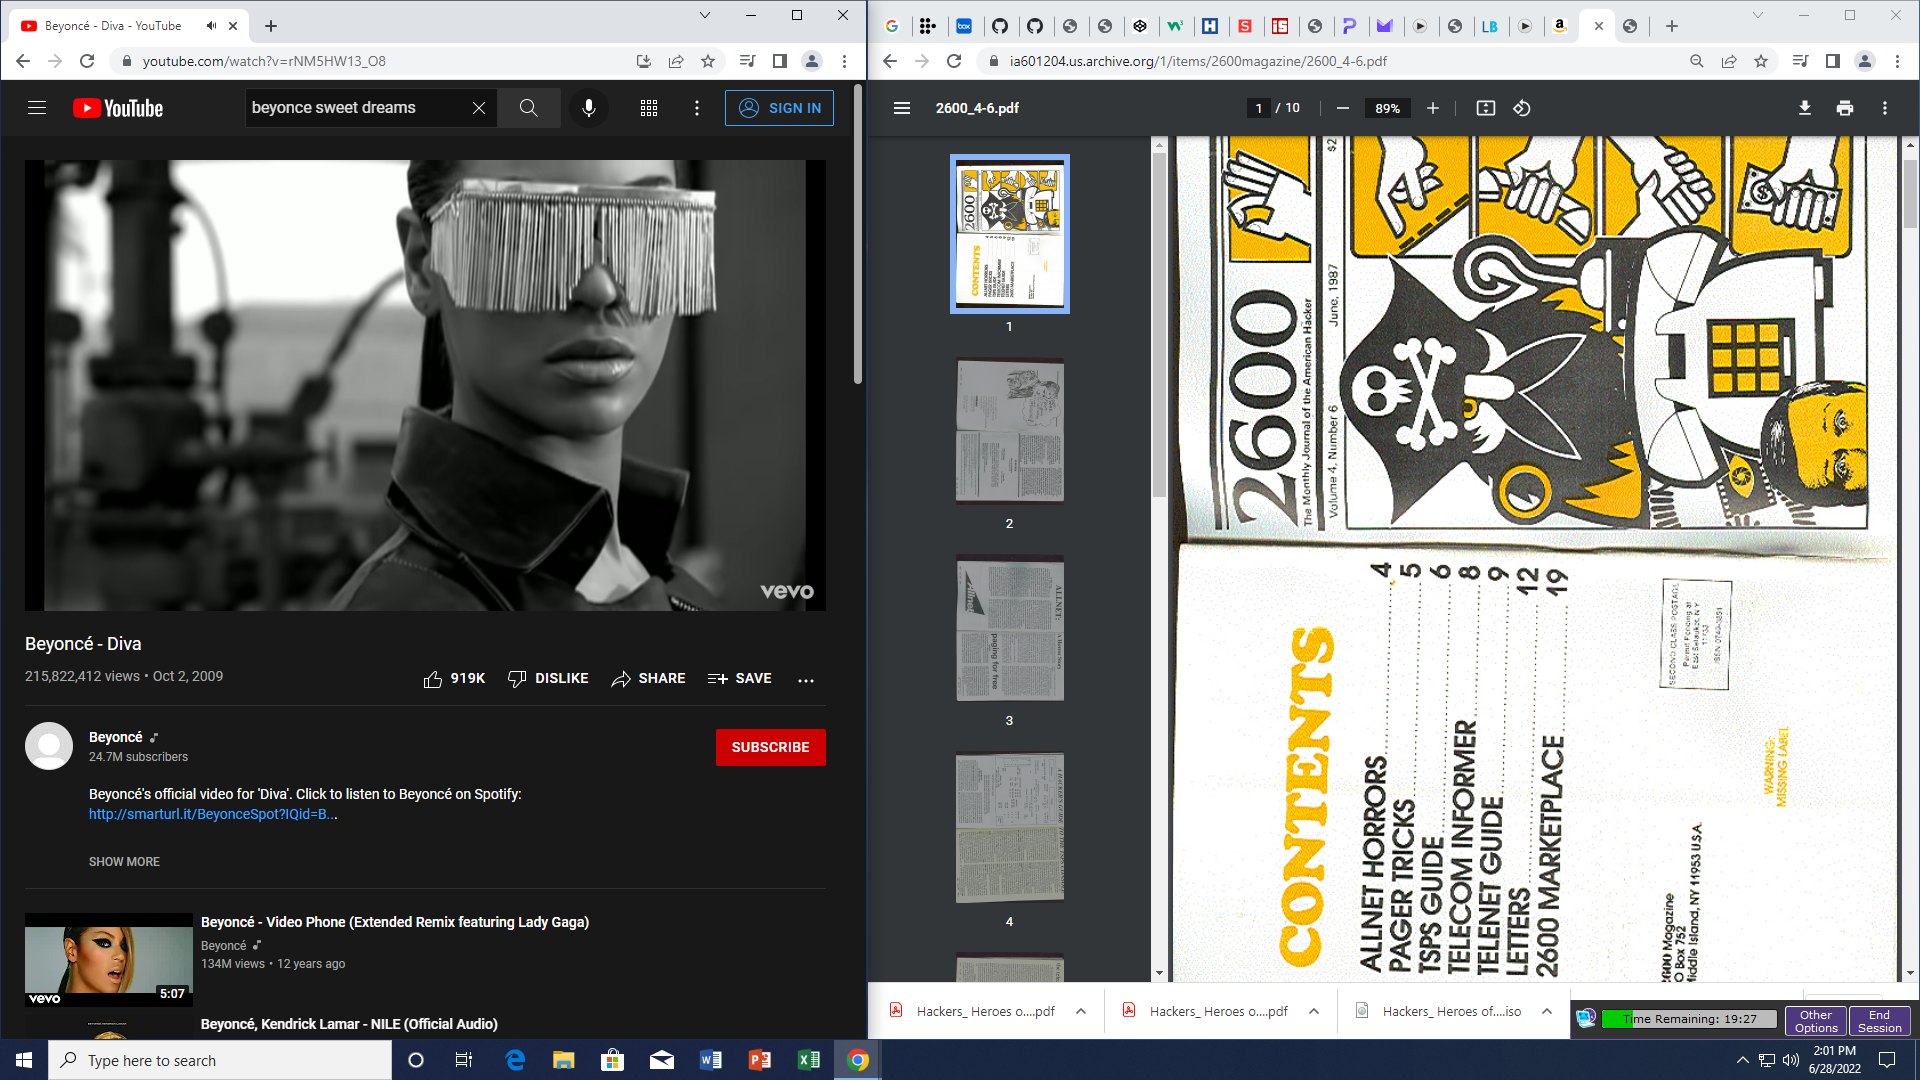 Beyoncé - Diva - YouTube
youtube.com/watch?v=rNM5HW13_O8
YouTube
beyonce sweet dreams
SIGN IN
vevo
Beyoncé - Diva
215,822,412 views • Oct 2, 2009
919K
DISLIKE
SHARE
SAVE
Beyoncé
24.7M subscribers
SUBSCRIBE
Beyoncé's official video for 'Diva'. Click to listen to Beyoncé on Spotify:
http://smarturl.it/BeyonceSpot?IQid=B...
SHOW MORE
Beyoncé - Video Phone (Extended Remix featuring Lady Gaga)
Beyoncé
134M views • 12 years ago
vevo
5:07
Beyoncé, Kendrick Lamar - NILE (Official Audio)
box
LB
ia601204.us.archive.org/1/items/2600magazine/2600_4-6.pdf
2600_4-6.pdf
1 / 10
89%
1
2
3
4
2600
The Monthly Journal of the American Hacker
Volume 4, Number 6
June, 1987
$2
CONTENTS
ALLNET HORRORS 4
PAGER TRICKS 5
TSPS GUIDE 6
TELECOM INFORMER 8
TELENET GUIDE 9
LETTERS 12
2600 MARKETPLACE 19
SECOND CLASS POSTAGE
Permit Pending at
East Setauket, N.Y.
11733
ISSN 0749-3851
WARNING:
MISSING LABEL
2600 Magazine
PO Box 752
Middle Island, NY 11953 U.S.A.
Hackers_ Heroes o....pdf
Hackers_ Heroes o....pdf
Hackers_ Heroes of....iso
Time Remaining: 19:27
Other Options
End Session
Type here to search
2:01 PM
6/28/2022